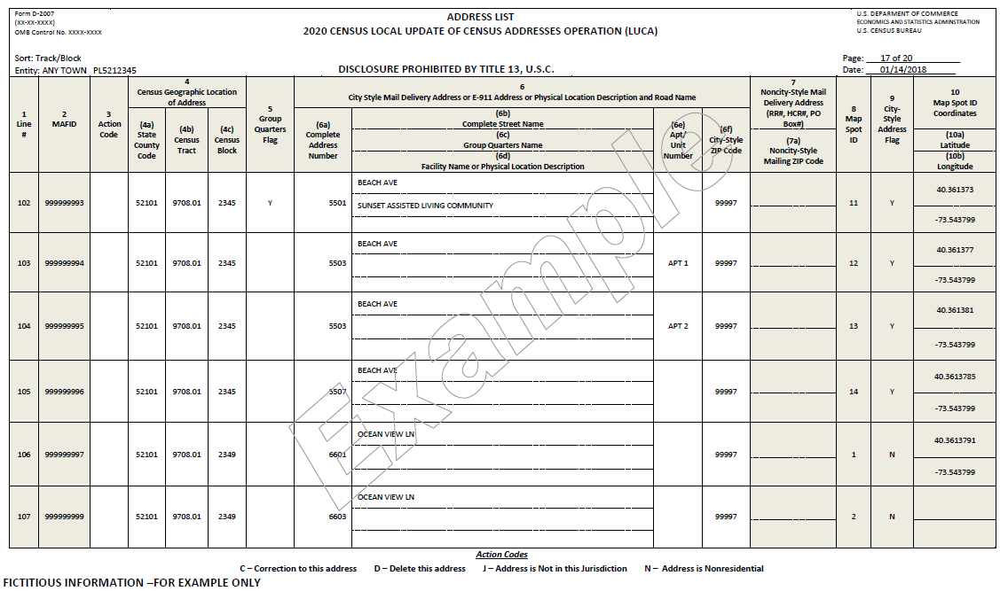 Form D-2007
(XX-XX-XXXX)
OMB Control No. XXXX-XXXX
ADDRESS LIST
2020 CENSUS LOCAL UPDATE OF CENSUS ADDRESSES OPERATION (LUCA)
U.S. DEPARMENT OF COMMERCE
ECONOMICS AND STATISTICS ADMINSTRATION
U.S. CENSUS BUREAU
Sort: Track/Block
Entity: ANY TOWN PL5212345
DISCLOSURE PROHIBITED BY TITLE 13, U.S.C.
Page: 17 of 20
Date: 01/14/2018
1
Line
#
2
MAFID
3
Action
Code
4
Census Geographic Location
of Address
(4a)
State
County
Code
(4b)
Census
Tract
(4c)
Census
Block
5
Group
Quarters
Flag
6
City Style Mail Delivery Address or E-911 Address or Physical Location Description and Road Name
(6a)
Complete
Address
Number
(6b)
Complete Street Name
(6c)
Group Quarters Name
(6d)
Facility Name or Physical Location Description
(6e)
Apt/
Unit
Number
(6f)
City-Style
ZIP Code
7
Noncity-Style Mail
Delivery Address
(RR#, HCR#, PO
Box#)
(7a)
Noncity-Style
Mailing ZIP Code
8
Map
Spot
ID
9
City-
Style
Address
Flag
10
Map Spot ID
Coordinates
(10a)
Latitude
(10b)
Longitude
102 999999993 52101 9708.01 2345 Y 5501 BEACH AVE
SUNSET ASSISTED LIVING COMMUNITY
99997 11 Y 40.361373
-73.543799
103 999999994 52101 9708.01 2345 5503 BEACH AVE
APT 1 99997 12 Y 40.361377
-73.543799
104 999999995 52101 9708.01 2345 5503 BEACH AVE
APT 2 99997 13 Y 40.361381
-73.543799
105 999999996 52101 9708.01 2345 5507 BEACH AVE
99997 14 Y 40.3613785
-73.543799
106 999999997 52101 9708.01 2349 6601 OCEAN VIEW LN
99997 1 N 40.3613791
-73.543799
107 999999999 52101 9708.01 2349 6603 OCEAN VIEW LN
99997 2 N
Example
Action Codes
C – Correction to this address D – Delete this address J – Address is Not in this Jurisdiction N – Address is Nonresidential
FICTITIOUS INFORMATION –FOR EXAMPLE ONLY